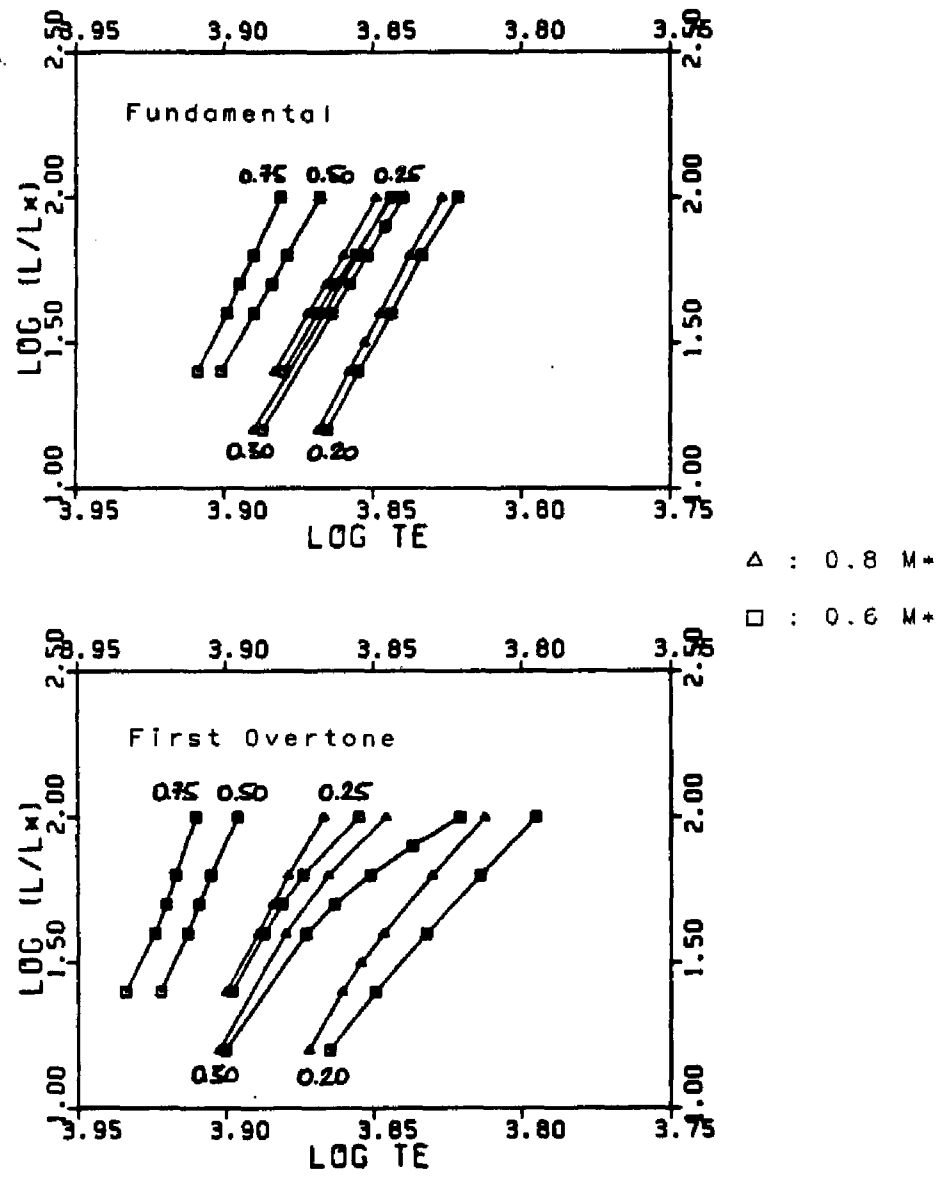 3.95 3.90 3.85 3.80 3.75
2.50 2.50
Fundamental
0.75 0.50 0.25
2.00 2.00
LOG (L/L*)
1.50 1.50
0.30 0.20
1.00 1.00
3.95 3.90 3.85 3.80 3.75
LOG TE
△ : 0.8 M*
□ : 0.6 M*
3.95 3.90 3.85 3.80 3.75
2.50 2.50
First Overtone
0.75 0.50 0.25
2.00 2.00
LOG (L/L*)
1.50 1.50
0.30 0.20
1.00 1.00
3.95 3.90 3.85 3.80 3.75
LOG TE